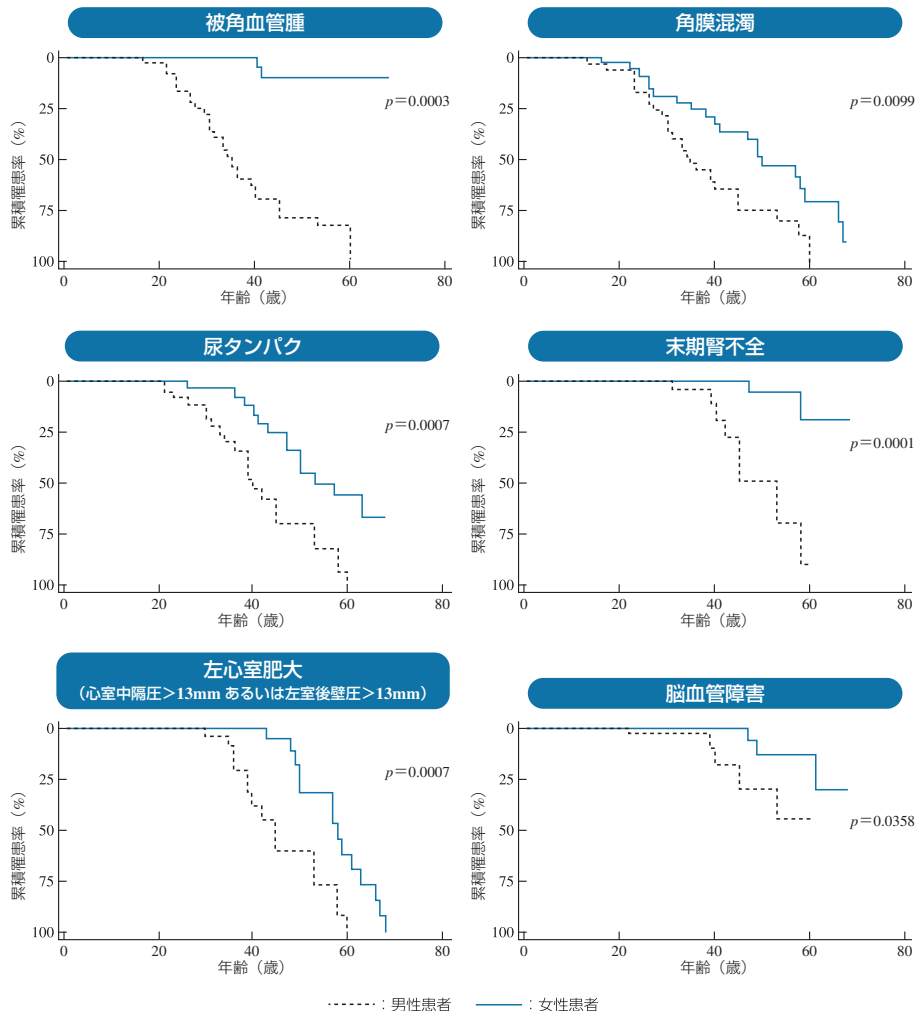 被角血管腫
累積罹患率（%）
0
25
50
75
100
p＝0.0003
0 20 40 60 80
年齢（歳）
角膜混濁
累積罹患率（%）
0
25
50
75
100
p＝0.0099
0 20 40 60 80
年齢（歳）
尿タンパク
累積罹患率（%）
0
25
50
75
100
p＝0.0007
0 20 40 60 80
年齢（歳）
末期腎不全
累積罹患率（%）
0
25
50
75
100
p＝0.0001
0 20 40 60 80
年齢（歳）
左心室肥大
（心室中隔圧＞13mm あるいは左室後壁圧＞13mm）
累積罹患率（%）
0
25
50
75
100
p＝0.0007
0 20 40 60 80
年齢（歳）
脳血管障害
累積罹患率（%）
0
25
50
75
100
p＝0.0358
0 20 40 60 80
年齢（歳）
：男性患者 ：女性患者